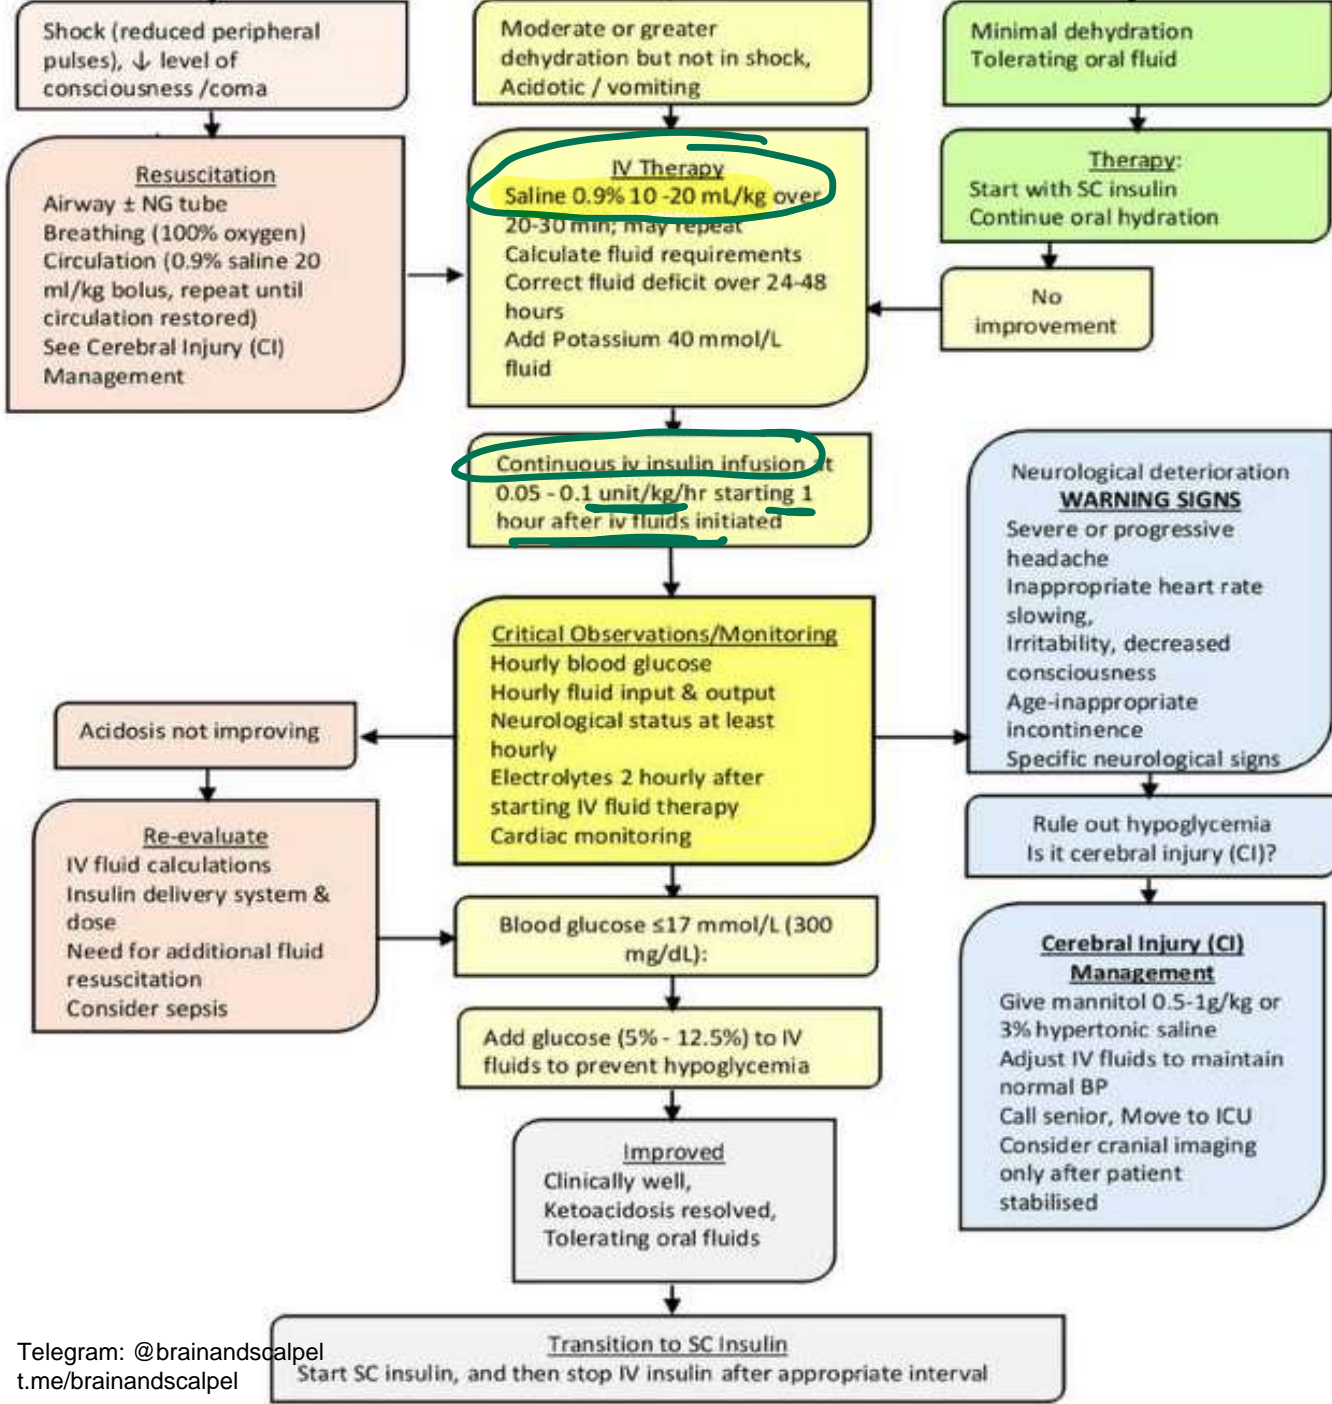 Shock (reduced peripheral
pulses), ↓ level of
consciousness /coma
Moderate or greater
dehydration but not in shock,
Acidotic / vomiting
Minimal dehydration
Tolerating oral fluid
Resuscitation
Airway ± NG tube
Breathing (100% oxygen)
Circulation (0.9% saline 20
ml/kg bolus, repeat until
circulation restored)
See Cerebral Injury (CI)
Management
IV Therapy
Saline 0.9% 10 -20 mL/kg over
20-30 min; may repeat
Calculate fluid requirements
Correct fluid deficit over 24-48
hours
Add Potassium 40 mmol/L
fluid
Therapy:
Start with SC insulin
Continue oral hydration
No
improvement
Continuous iv insulin infusion at
0.05 - 0.1 unit/kg/hr starting 1
hour after iv fluids initiated
Neurological deterioration
WARNING SIGNS
Severe or progressive
headache
Inappropriate heart rate
slowing,
Irritability, decreased
consciousness
Age-inappropriate
incontinence
Specific neurological signs
Critical Observations/Monitoring
Hourly blood glucose
Hourly fluid input & output
Neurological status at least
hourly
Electrolytes 2 hourly after
starting IV fluid therapy
Cardiac monitoring
Acidosis not improving
Re-evaluate
IV fluid calculations
Insulin delivery system &
dose
Need for additional fluid
resuscitation
Consider sepsis
Rule out hypoglycemia
Is it cerebral injury (CI)?
Blood glucose ≤17 mmol/L (300
mg/dL):
Add glucose (5% - 12.5%) to IV
fluids to prevent hypoglycemia
Cerebral Injury (CI)
Management
Give mannitol 0.5-1g/kg or
3% hypertonic saline
Adjust IV fluids to maintain
normal BP
Call senior, Move to ICU
Consider cranial imaging
only after patient
stabilised
Improved
Clinically well,
Ketoacidosis resolved,
Tolerating oral fluids
Transition to SC Insulin
Start SC insulin, and then stop IV insulin after appropriate interval
Telegram: @brainandscalpel
t.me/brainandscalpel